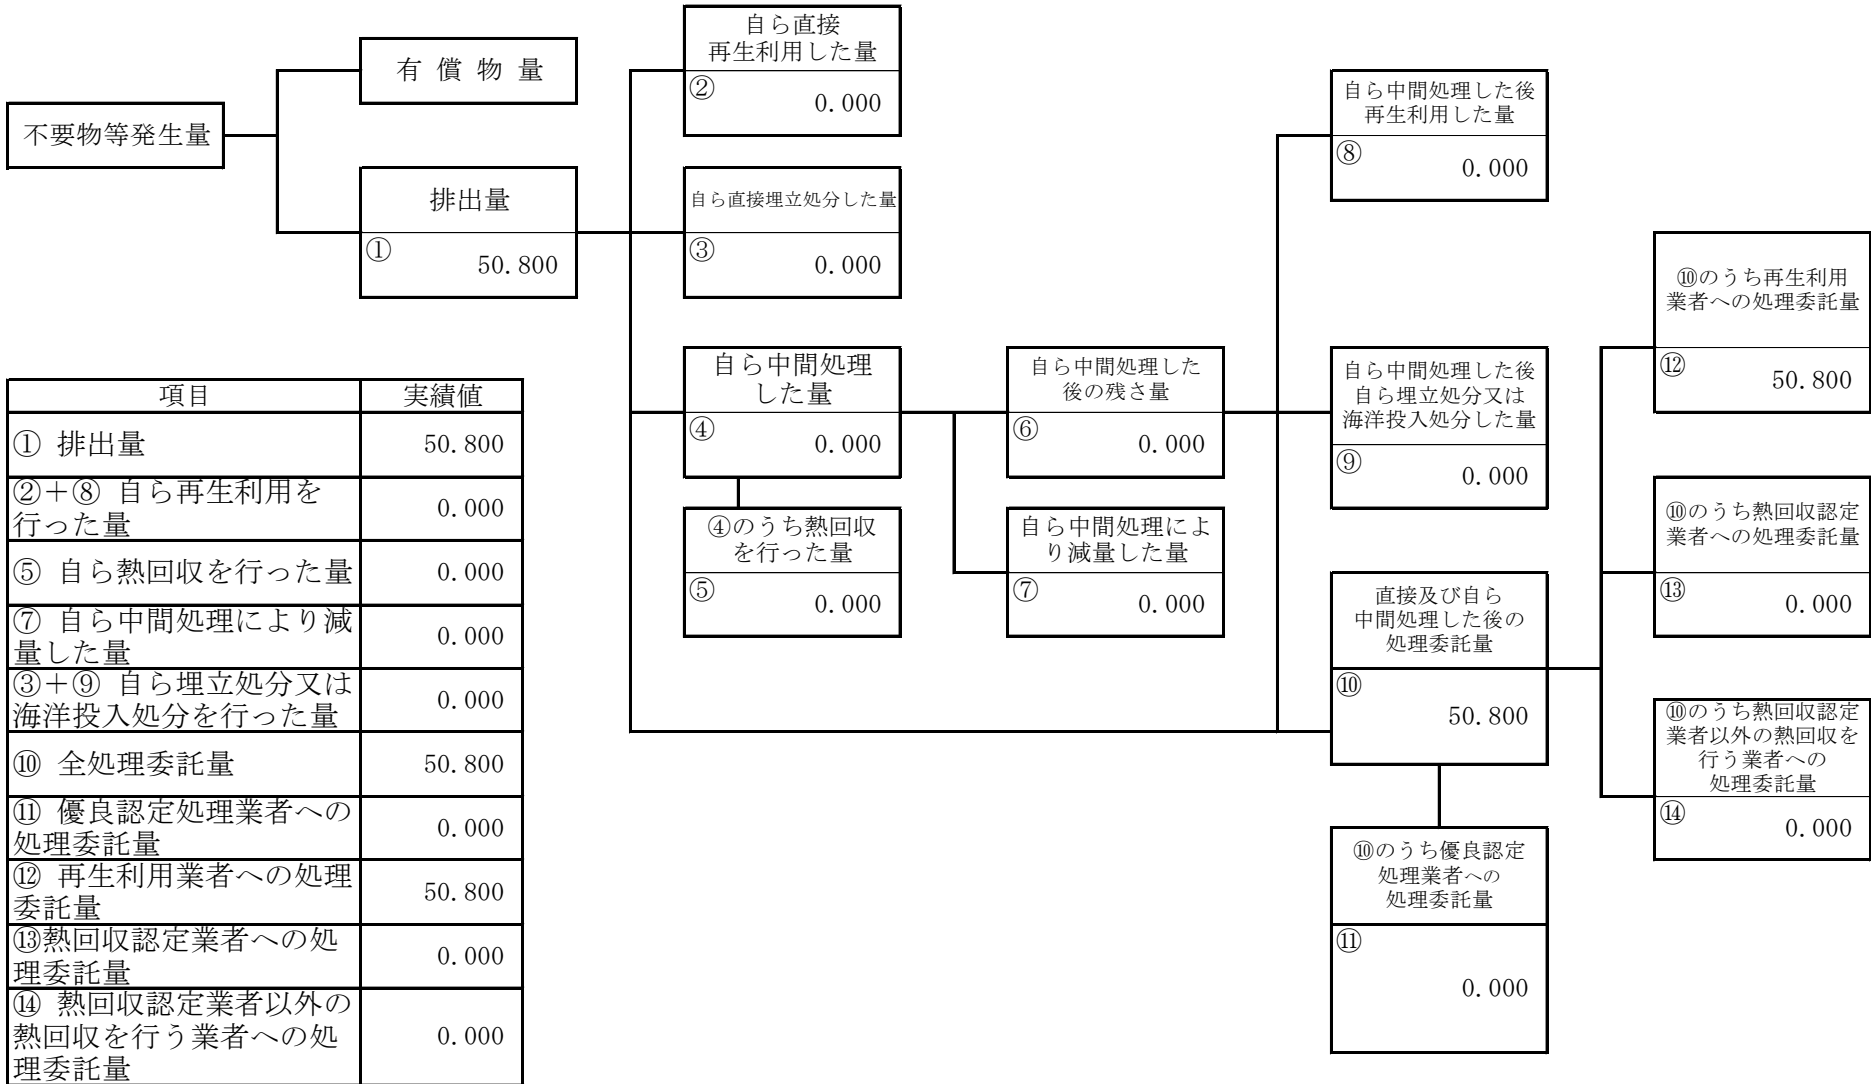 不要物等発生量
有 償 物 量
排出量
①
50.800
自ら直接
再生利用した量
②
0.000
自ら直接埋立処分した量
③
0.000
自ら中間処理
した量
④
0.000
④のうち熱回収
を行った量
⑤
0.000
自ら中間処理した
後の残さ量
⑥
0.000
自ら中間処理によ
り減量した量
⑦
0.000
自ら中間処理した後
再生利用した量
⑧
0.000
自ら中間処理した後
自ら埋立処分又は
海洋投入処分した量
⑨
0.000
直接及び自ら
中間処理した後の
処理委託量
⑩
50.800
⑩のうち優良認定
処理業者への
処理委託量
⑪
0.000
⑩のうち再生利用
業者への処理委託量
⑫
50.800
⑩のうち熱回収認定
業者への処理委託量
⑬
0.000
⑩のうち熱回収認定
業者以外の熱回収を
行う業者への
処理委託量
⑭
0.000
項目 実績値
① 排出量 50.800
②+⑧ 自ら再生利用を
行った量 0.000
⑤ 自ら熱回収を行った量 0.000
⑦ 自ら中間処理により減
量した量 0.000
③+⑨ 自ら埋立処分又は
海洋投入処分を行った量 0.000
⑩ 全処理委託量 50.800
⑪ 優良認定処理業者への
処理委託量 0.000
⑫ 再生利用業者への処理
委託量 50.800
⑬熱回収認定業者への処
理委託量 0.000
⑭ 熱回収認定業者以外の
熱回収を行う業者への処
理委託量 0.000